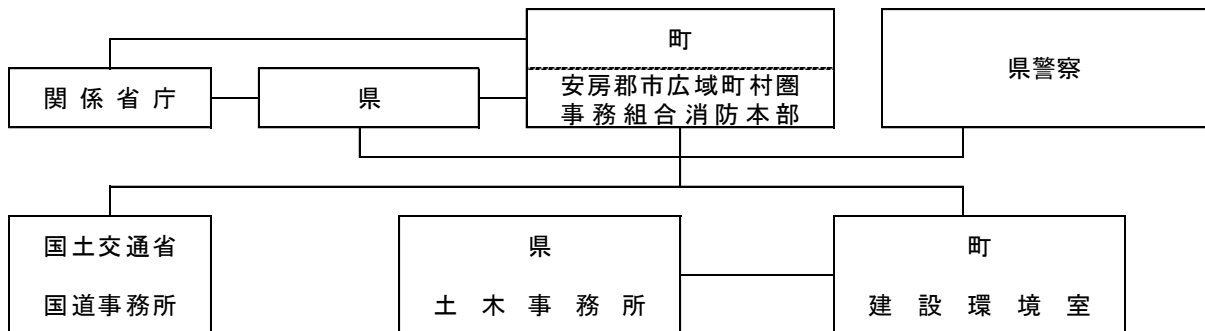 町
県警察
関係省庁
県
安房郡市広域町村圏
事務組合消防本部
国土交通省
国道事務所
県
土木事務所
町
建設環境室